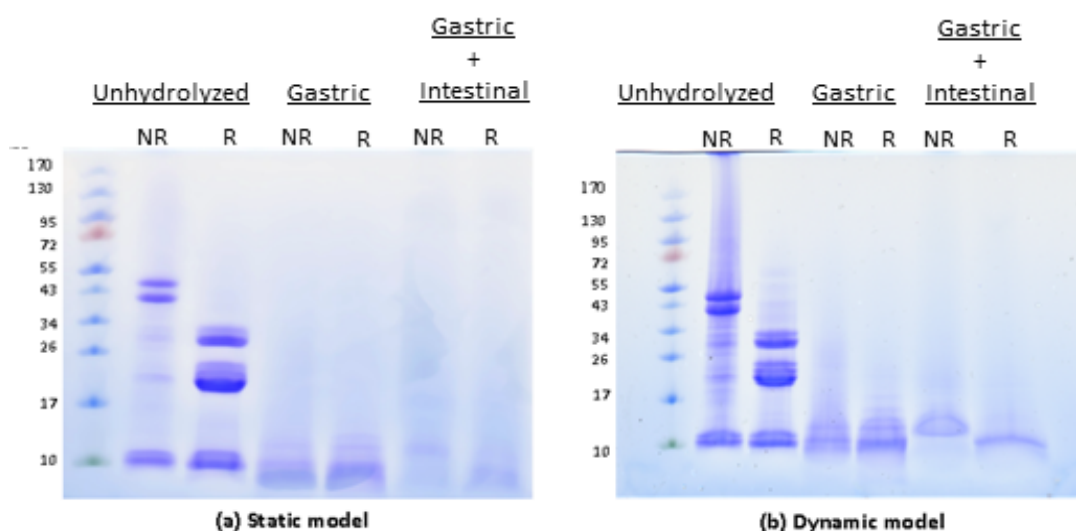 Gastric
+
Unhydrolyzed Gastric Intestinal
NR R NR R NR R
170
130
95
72
55
43
34
26
17
10
(a) Static model
Gastric
+
Unhydrolyzed Gastric Intestinal
NR R NR R NR R
170
130
95
72
55
43
34
26
17
10
(b) Dynamic model